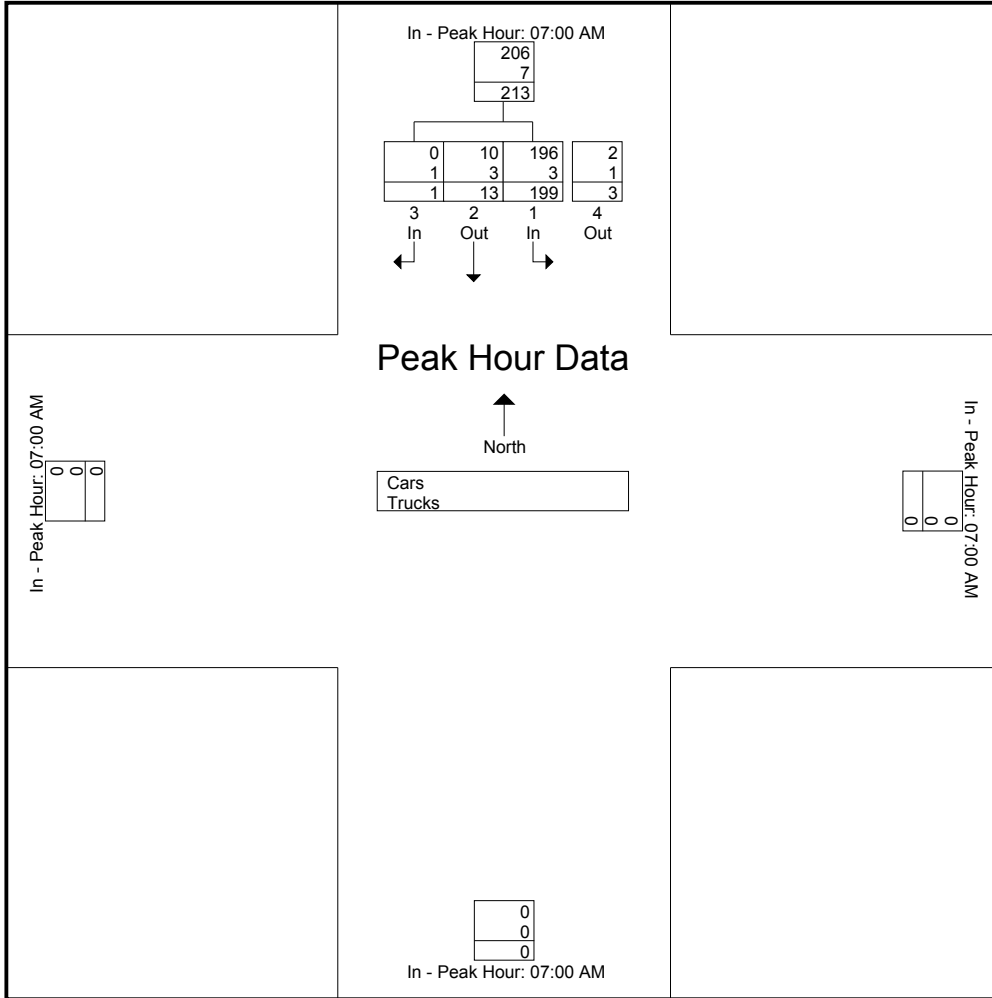 In - Peak Hour: 07:00 AM
206
7
213
0 10 196 2
1 3 3 1
1 13 199 3
3 2 1 4
In Out In Out
Peak Hour Data
North
Cars
Trucks
In - Peak Hour: 07:00 AM
0 0 0
In - Peak Hour: 07:00 AM
0 0 0
0
0
0
In - Peak Hour: 07:00 AM